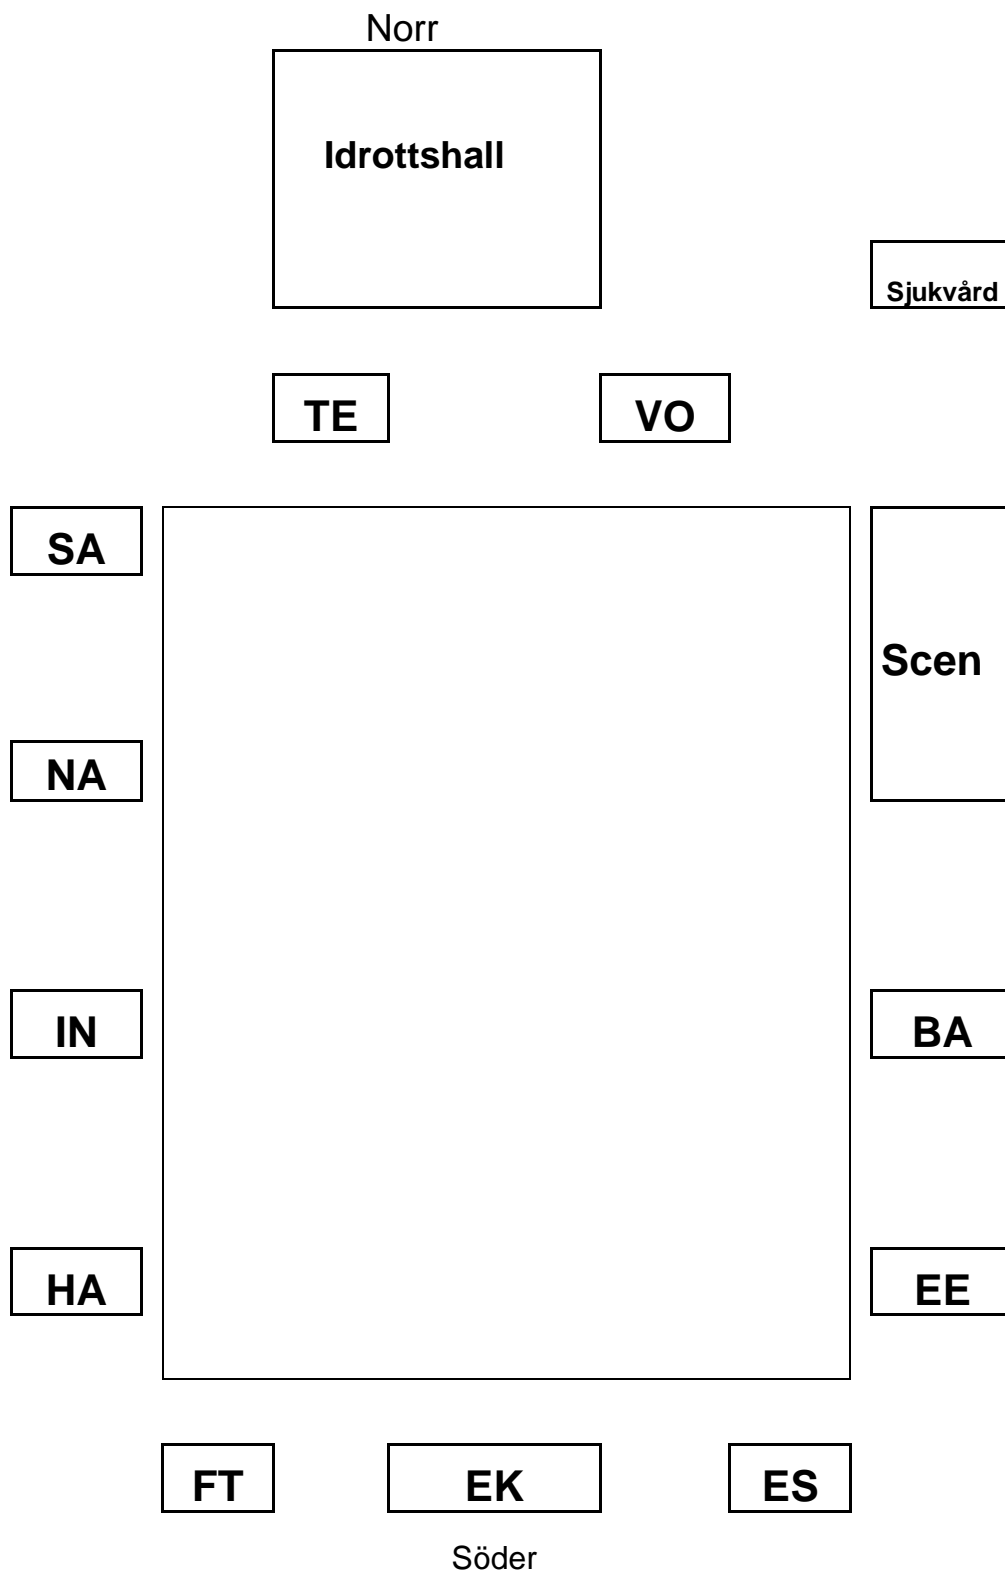 Norr
Idrottshall
Sjukvård
TE
VO
SA
Scen
NA
IN
BA
HA
EE
FT
EK
ES
Söder